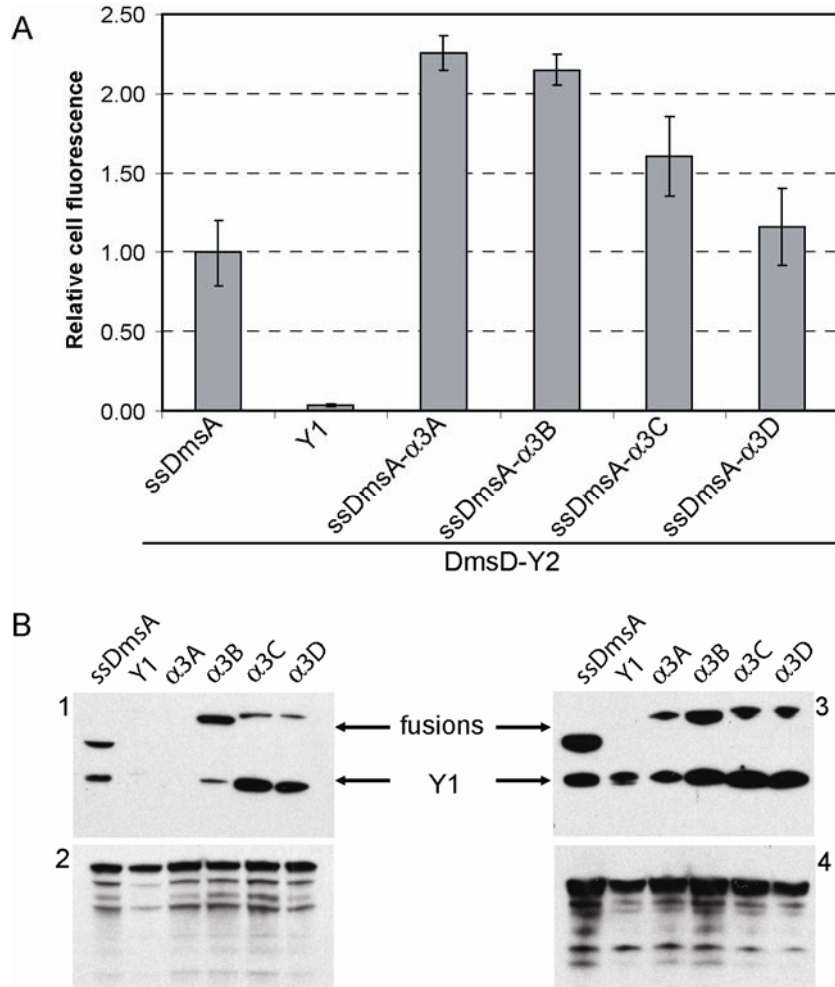 A
Relative cell fluorescence
2.50
2.00
1.50
1.00
0.50
0.00
ssDmsA
Y1
ssDmsA-α3A
ssDmsA-α3B
ssDmsA-α3C
ssDmsA-α3D
DmsD-Y2
B
ssDmsA
Y1
α3A
α3B
α3C
α3D
ssDmsA
Y1
α3A
α3B
α3C
α3D
1
fusions
3
Y1
2
4